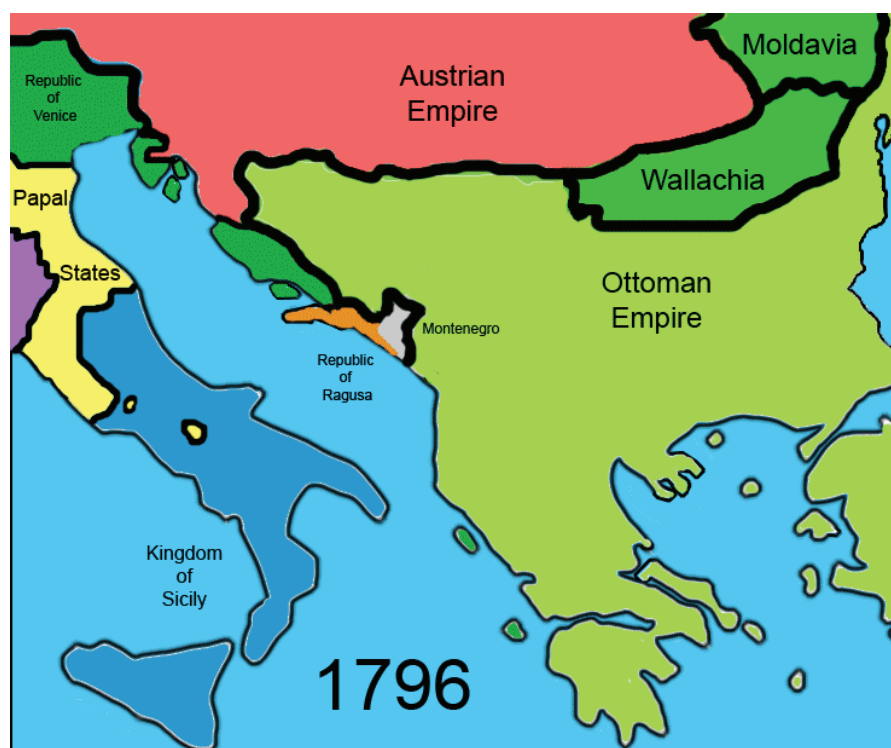 Moldavia
Republic
of
Venice
Austrian
Empire
Wallachia
Papal
States
Ottoman
Empire
Montenegro
Republic
of
Ragusa
Kingdom
of
Sicily
1796